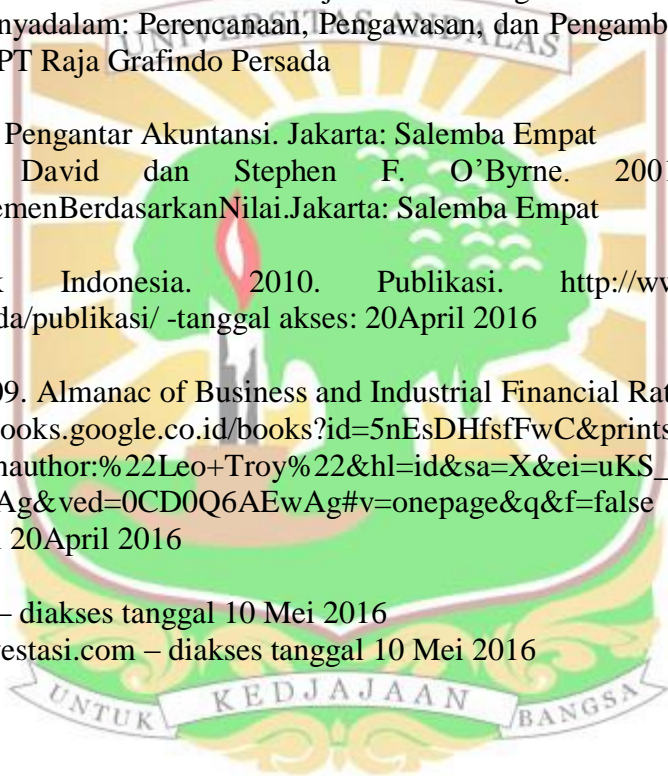 nyadalam: Perencanaan, Pengawasan, dan Pengamb
UNIVERSITAS ANDALAS
PT Raja Grafindo Persada
Pengantar Akuntansi. Jakarta: Salemba Empat
David dan Stephen F. O’Byrne. 2001
emenBerdasarkanNilai.Jakarta: Salemba Empat
k Indonesia. 2010. Publikasi. http://ww
da/publikasi/ -tanggal akses: 20April 2016
09. Almanac of Business and Industrial Financial Rat
ooks.google.co.id/books?id=5nEsDHfsfFwC&prints
nauthor:%22Leo+Troy%22&hl=id&sa=X&ei=uKS_
Ag&ved=0CD0Q6AEwAg#v=onepage&q&f=false
20April 2016
– diakses tanggal 10 Mei 2016
estasi.com – diakses tanggal 10 Mei 2016
UNTUK KEDJAJAAN BANGSA